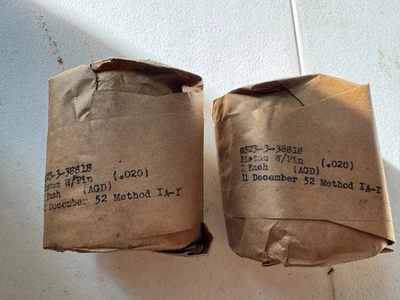 523-3-38818
Piston W/Pin (.020)
Each (AGD)
December 52 Method IA-I
G523-3-38818
Piston W/Pin (.020)
1 Each (AGD)
11 December 52 Method IA-I